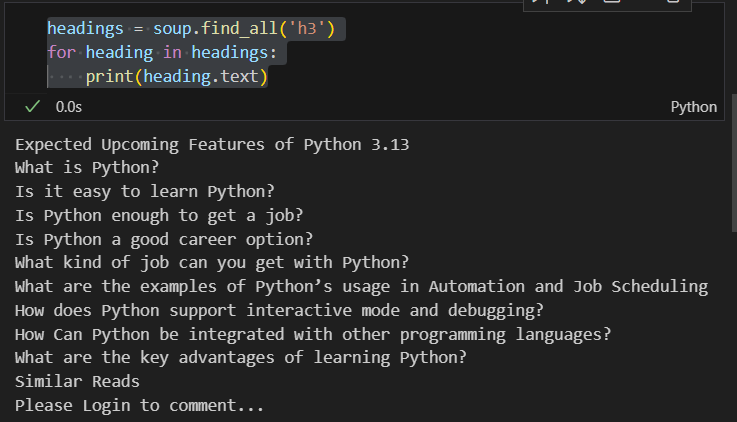 headings = soup.find_all('h3')
for heading in headings:
    print(heading.text)
0.0s
Python
Expected Upcoming Features of Python 3.13
What is Python?
Is it easy to learn Python?
Is Python enough to get a job?
Is Python a good career option?
What kind of job can you get with Python?
What are the examples of Python’s usage in Automation and Job Scheduling
How does Python support interactive mode and debugging?
How Can Python be integrated with other programming languages?
What are the key advantages of learning Python?
Similar Reads
Please Login to comment...